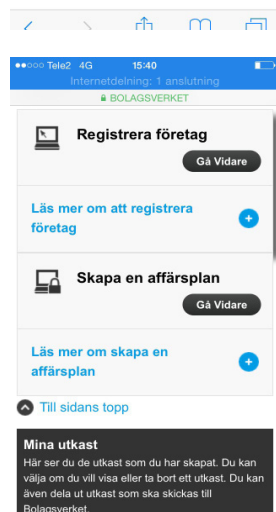 ●●○○○ Tele2 4G 15:40
Internetdelning: 1 anslutning
BOLAGSVERKET
Registrera företag
Gå Vidare
Läs mer om att registrera
företag
Skapa en affärsplan
Gå Vidare
Läs mer om skapa en
affärsplan
Till sidans topp
Mina utkast
Här ser du de utkast som du har skapat. Du kan
välja om du vill visa eller ta bort ett utkast. Du kan
även dela ut utkast som ska skickas till
Bolagsverket.